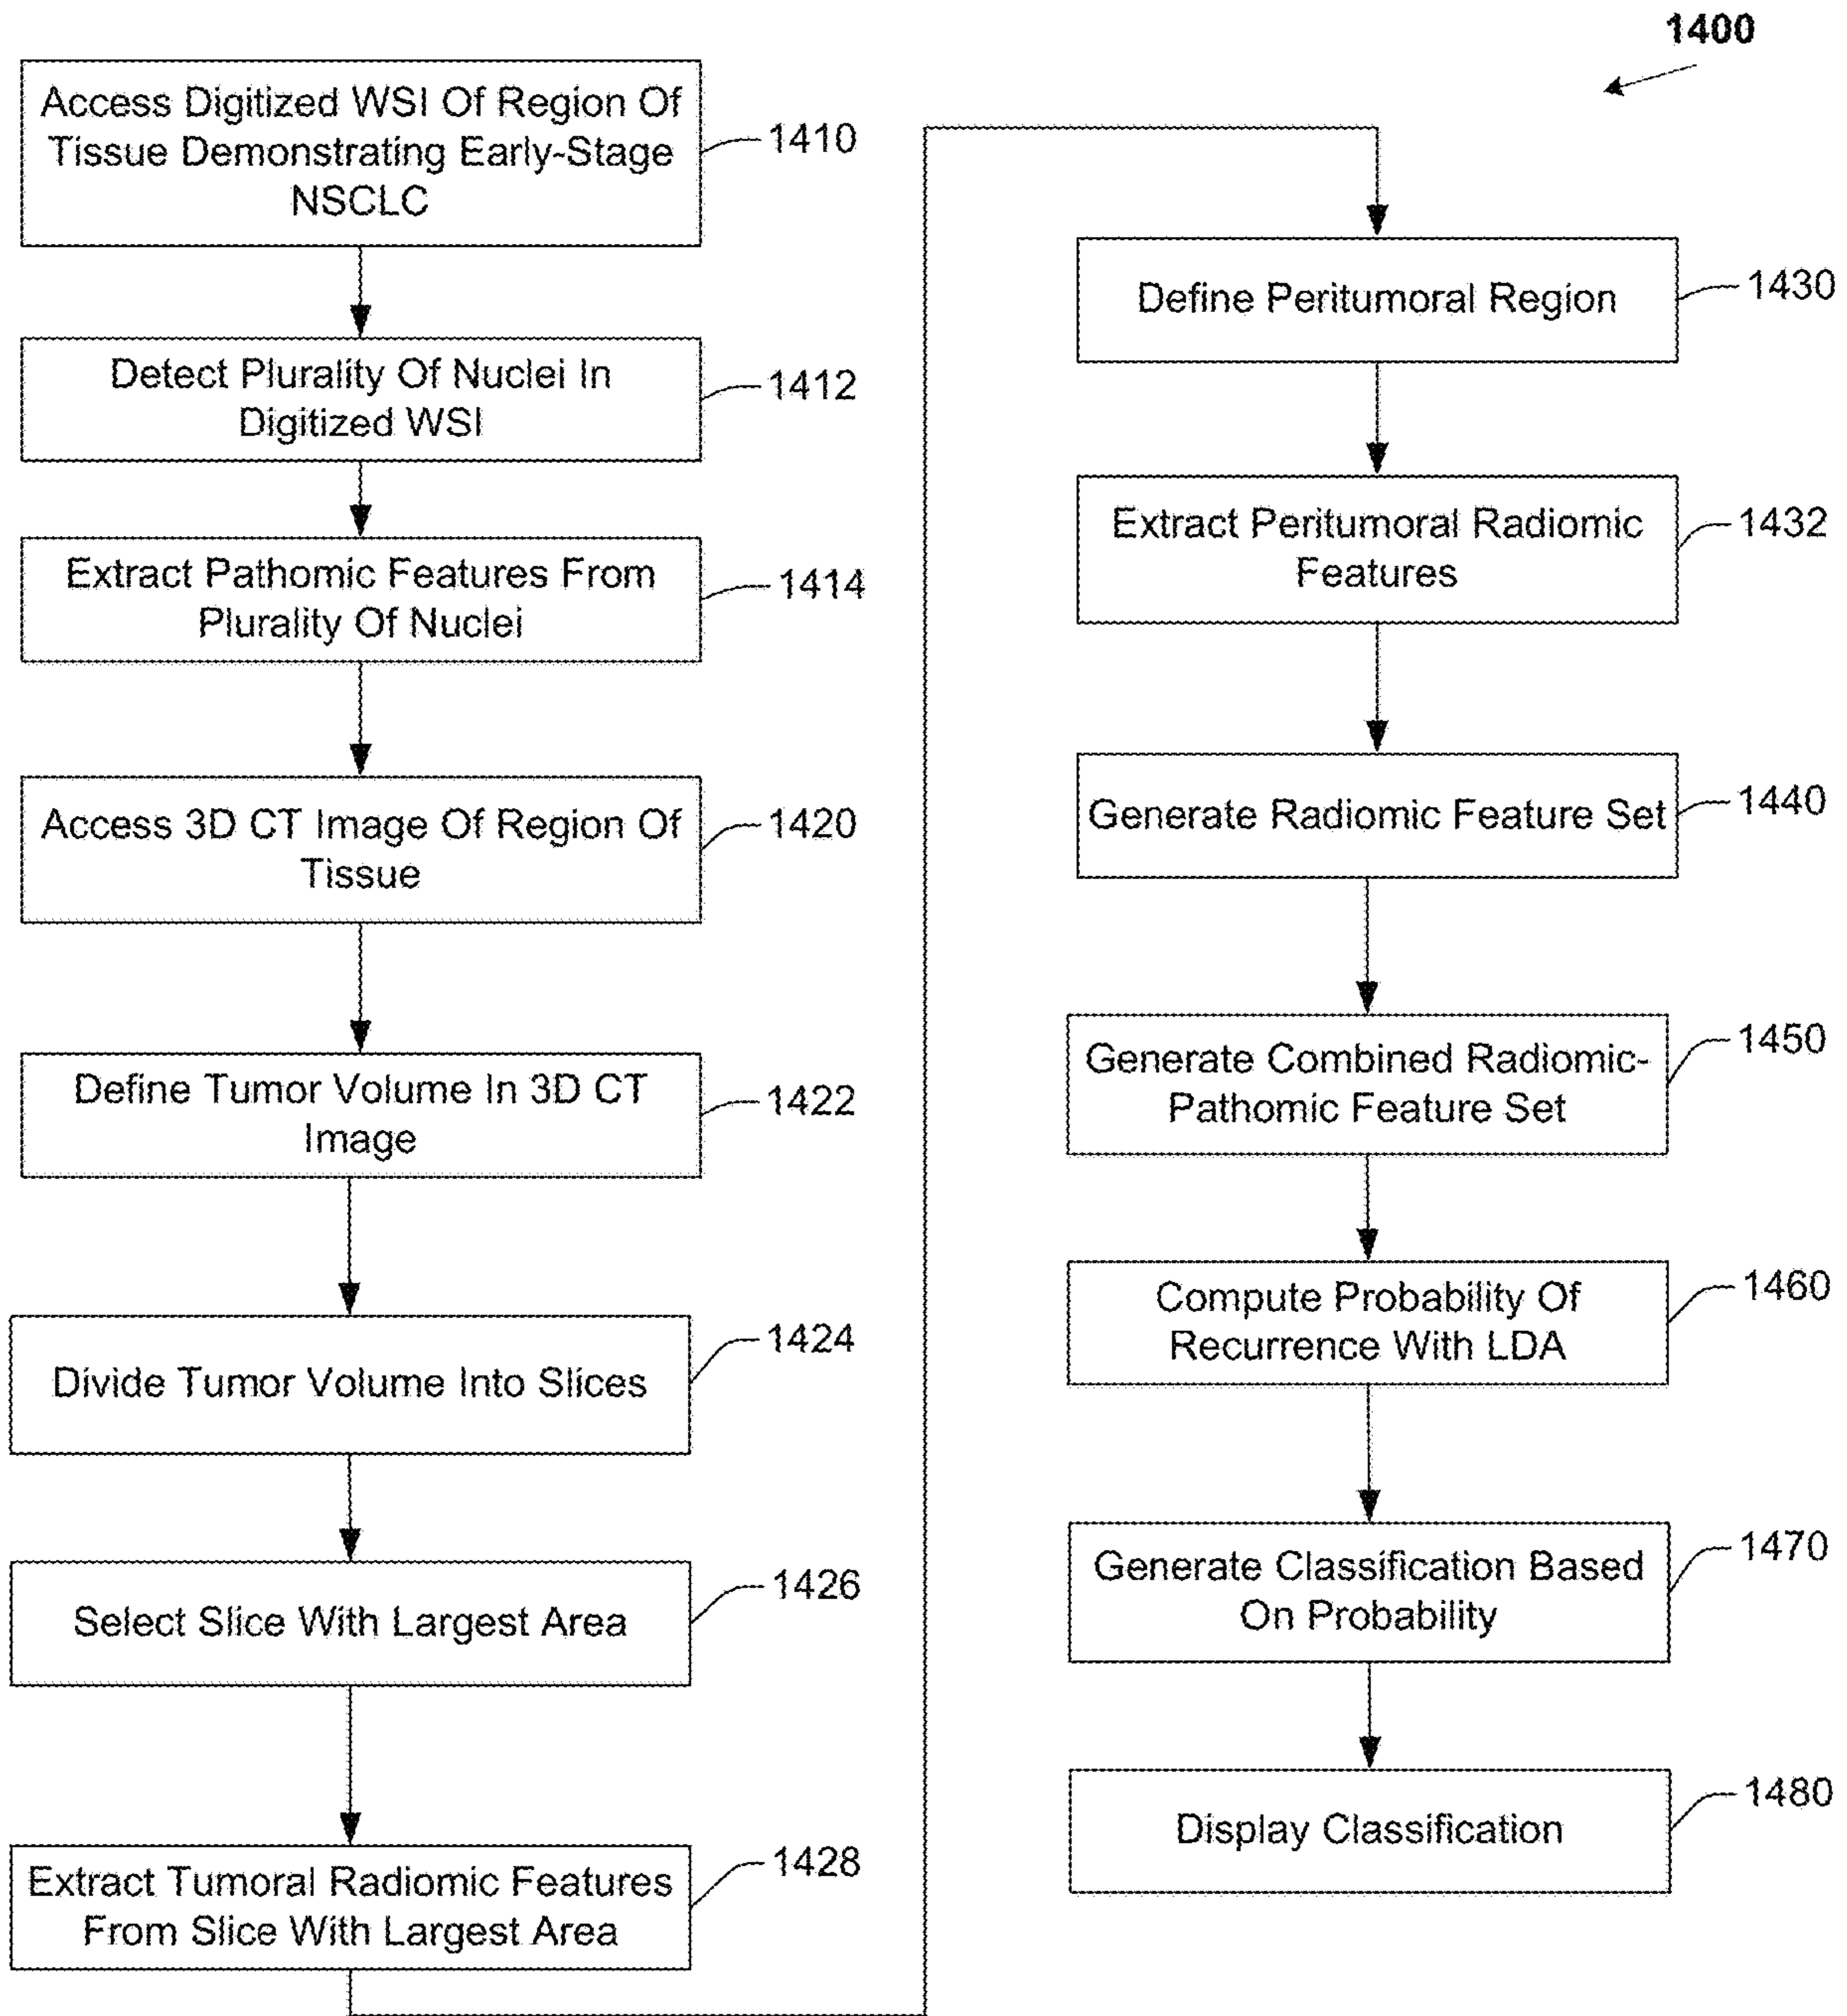 1400
Access Digitized WSI Of Region Of
Tissue Demonstrating Early-Stage
NSCLC
1410
Detect Plurality Of Nuclei In
Digitized WSI
1412
Extract Pathomic Features From
Plurality Of Nuclei
1414
Access 3D CT Image Of Region Of
Tissue
1420
Define Tumor Volume In 3D CT
Image
1422
Divide Tumor Volume Into Slices
1424
Select Slice With Largest Area
1426
Extract Tumoral Radiomic Features
From Slice With Largest Area
1428
Define Peritumoral Region
1430
Extract Peritumoral Radiomic
Features
1432
Generate Radiomic Feature Set
1440
Generate Combined Radiomic-
Pathomic Feature Set
1450
Compute Probability Of
Recurrence With LDA
1460
Generate Classification Based
On Probability
1470
Display Classification
1480